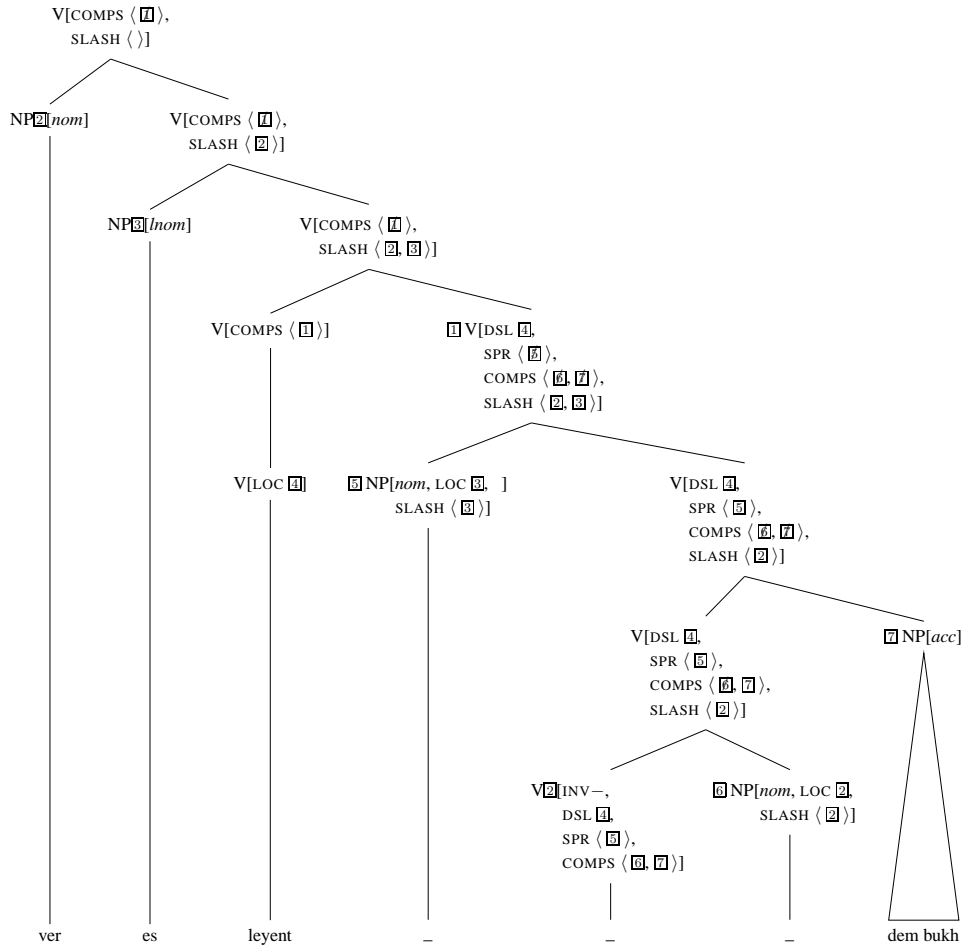 V[COMPS ⟨ 1̸ ⟩,
SLASH ⟨ ⟩]
NP2[nom] V[COMPS ⟨ 1̸ ⟩,
SLASH ⟨ 2 ⟩]
NP3[lnom] V[COMPS ⟨ 1̸ ⟩,
SLASH ⟨ 2, 3 ⟩]
V[COMPS ⟨ 1 ⟩] 1 V[DSL 4,
SPR ⟨ 5̸ ⟩,
COMPS ⟨ 6̸, 7̸ ⟩,
SLASH ⟨ 2, 3 ⟩]
V[LOC 4] 5 NP[nom, LOC 3, ] V[DSL 4,
SLASH ⟨ 3 ⟩] SPR ⟨ 5 ⟩,
COMPS ⟨ 6̸, 7̸ ⟩,
SLASH ⟨ 2 ⟩]
V[DSL 4, 7 NP[acc]
SPR ⟨ 5 ⟩,
COMPS ⟨ 6̸, 7 ⟩,
SLASH ⟨ 2 ⟩]
V2[INV−, 6 NP[nom, LOC 2,
DSL 4, SLASH ⟨ 2 ⟩]
SPR ⟨ 5 ⟩,
COMPS ⟨ 6, 7 ⟩]
ver es leyent _ _ _ dem bukh